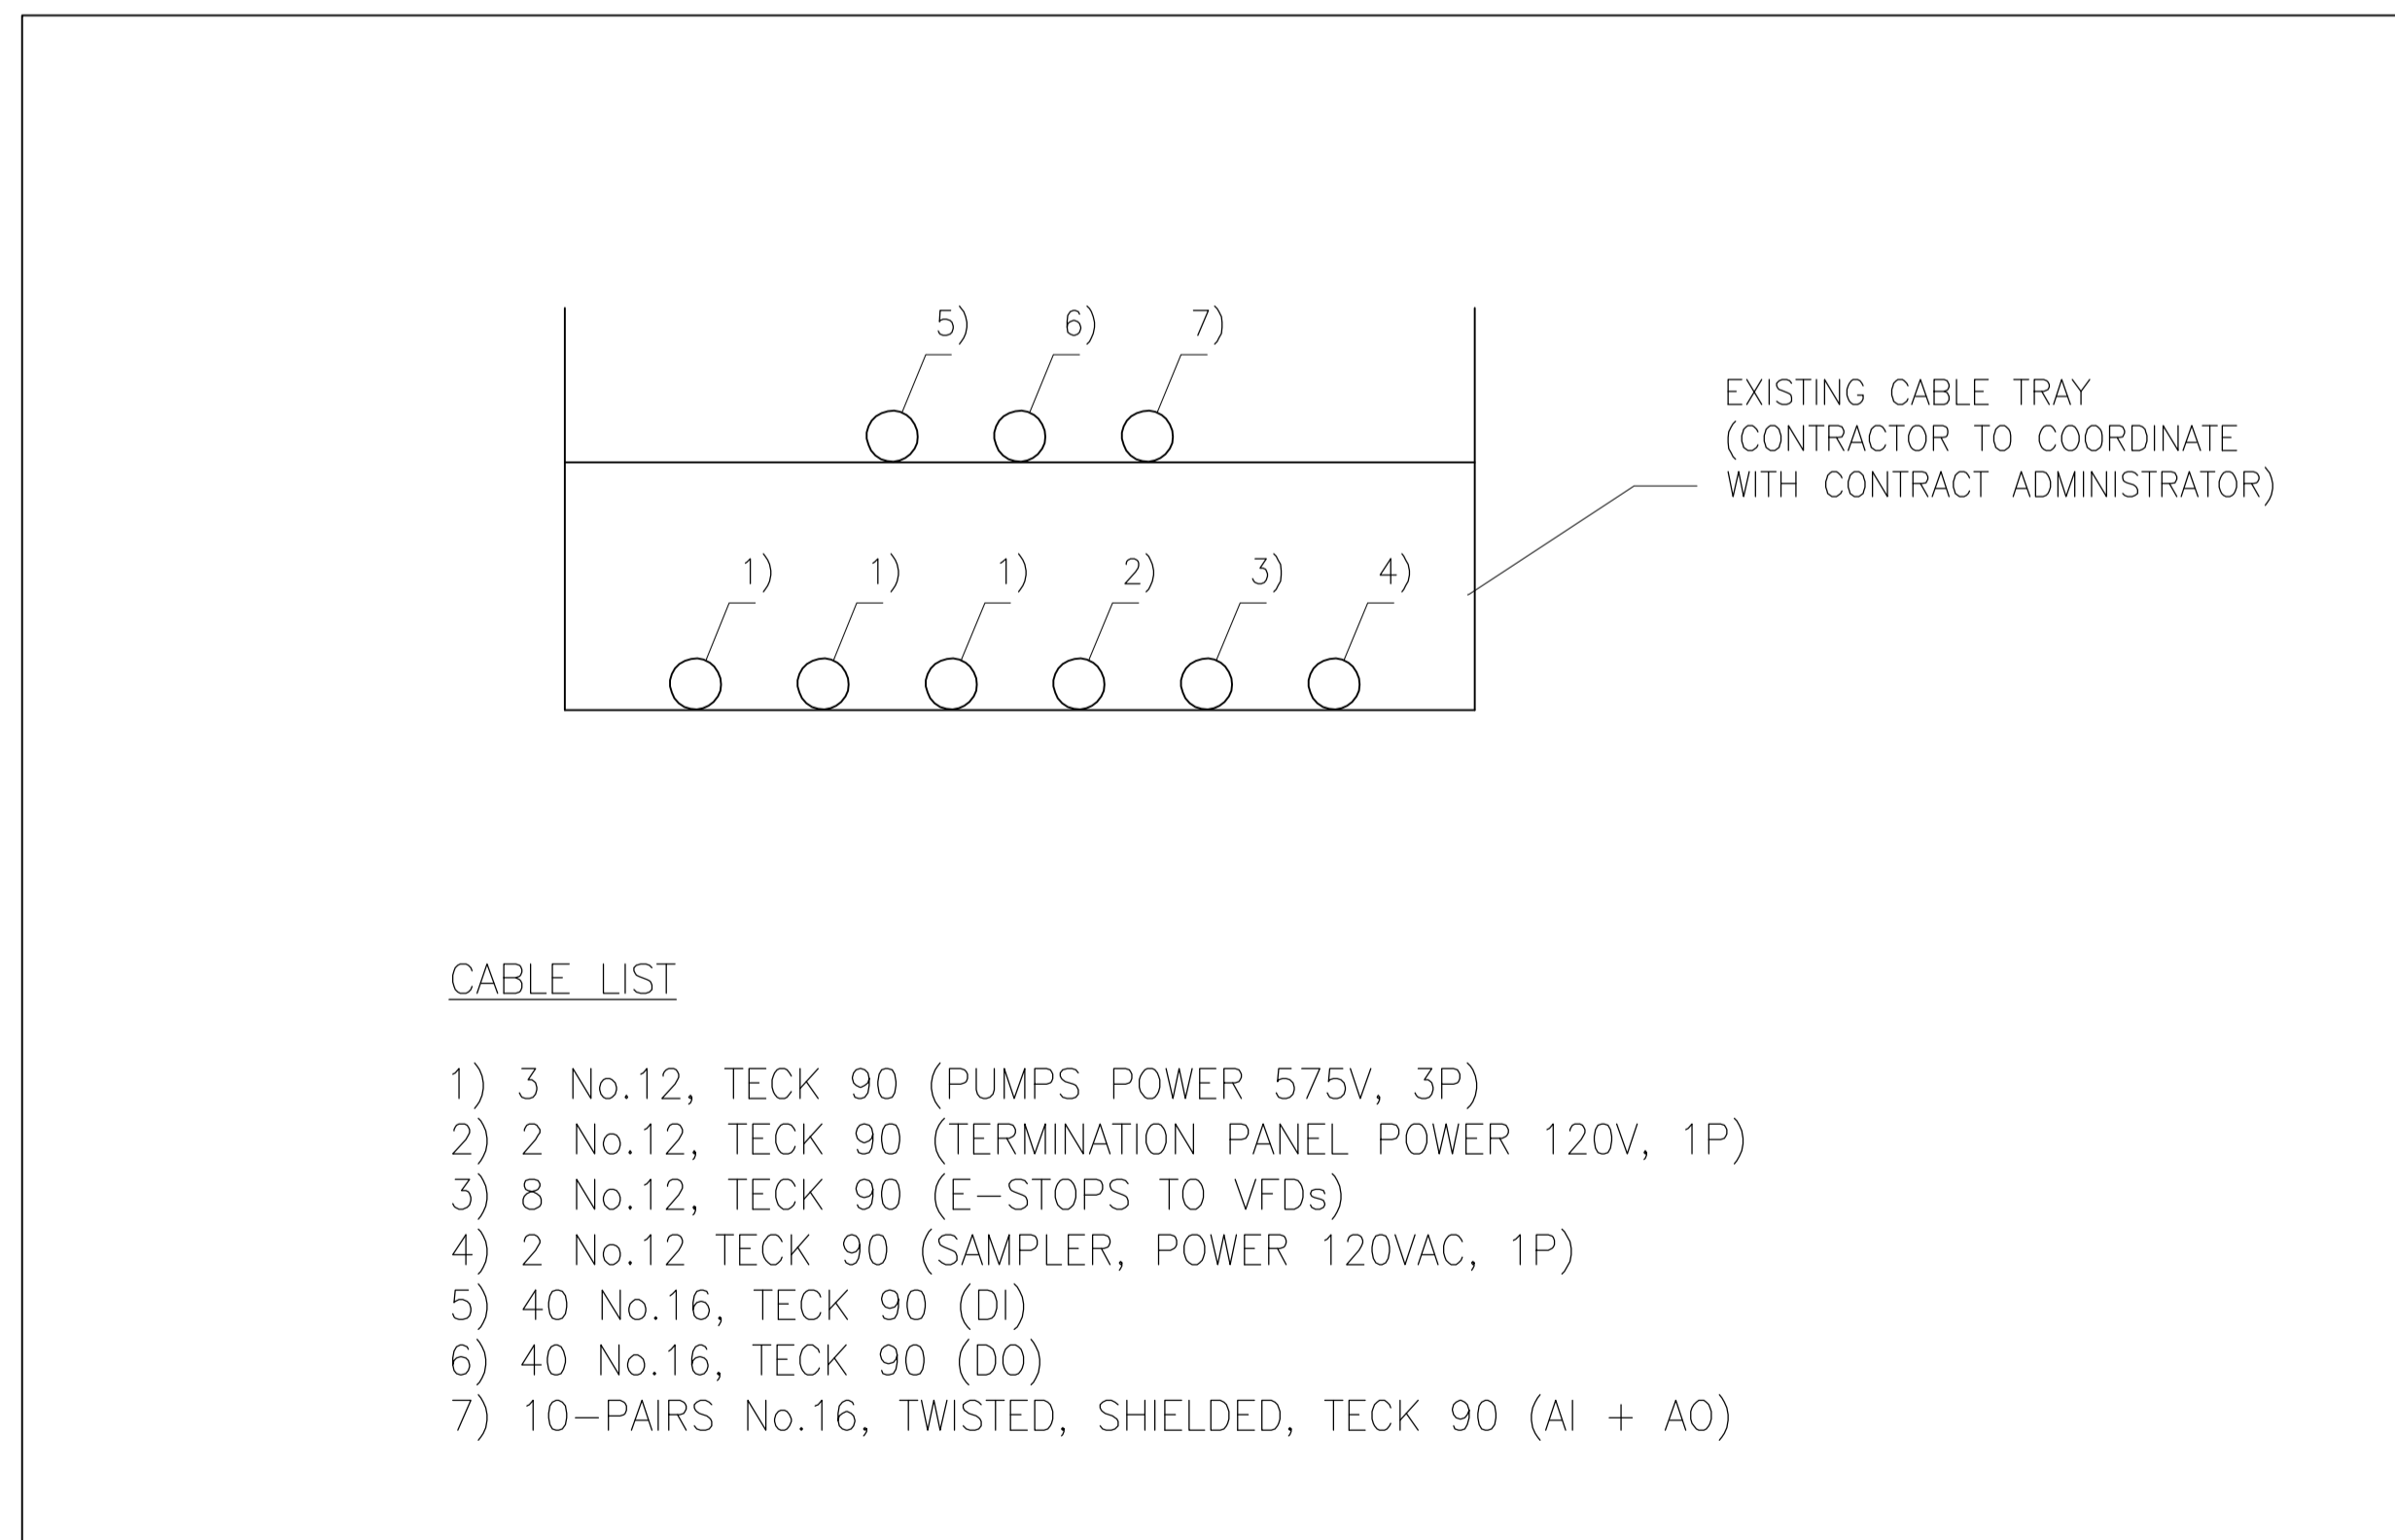 5) 6) 7)
EXISTING CABLE TRAY
(CONTRACTOR TO COORDINATE
WITH CONTRACT ADMINISTRATOR)
1) 1) 1) 2) 3) 4)
CABLE LIST
1) 3 No.12, TECK 90 (PUMPS POWER 575V, 3P)
2) 2 No.12, TECK 90 (TERMINATION PANEL POWER 120V, 1P)
3) 8 No.12, TECK 90 (E-STOPS TO VFDs)
4) 2 No.12 TECK 90 (SAMPLER, POWER 120VAC, 1P)
5) 40 No.16, TECK 90 (DI)
6) 40 No.16, TECK 90 (DO)
7) 10-PAIRS No.16, TWISTED, SHIELDED, TECK 90 (AI + AO)